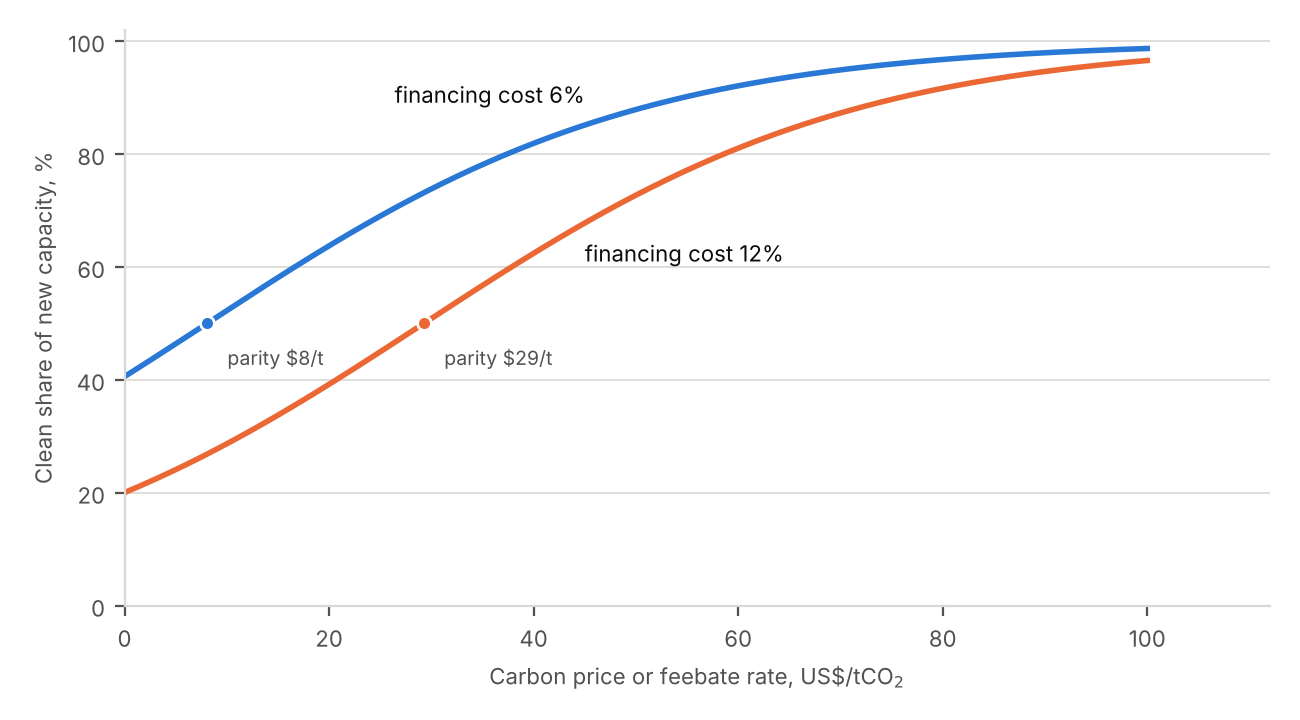 100
80
60
40
20
0
Clean share of new capacity, %
financing cost 6%
financing cost 12%
parity $8/t
parity $29/t
0
20
40
60
80
100
Carbon price or feebate rate, US$/tCO₂